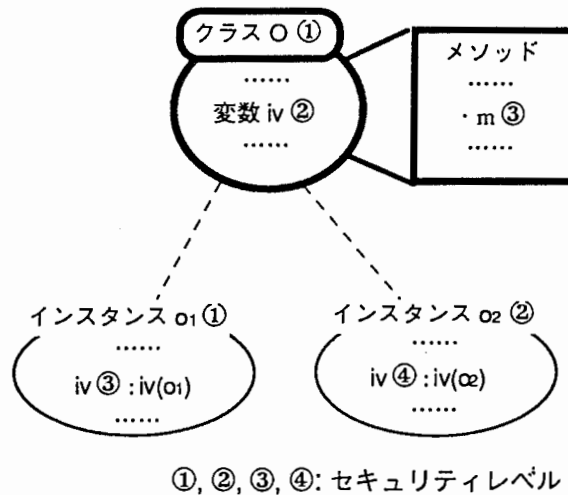 クラス O ①
……
変数 iv ②
……
メソッド
……
・m ③
……
インスタンス o1 ①
……
iv ③ : iv(o1)
……
インスタンス o2 ②
……
iv ④ : iv(o2)
……
①, ②, ③, ④: セキュリティレベル